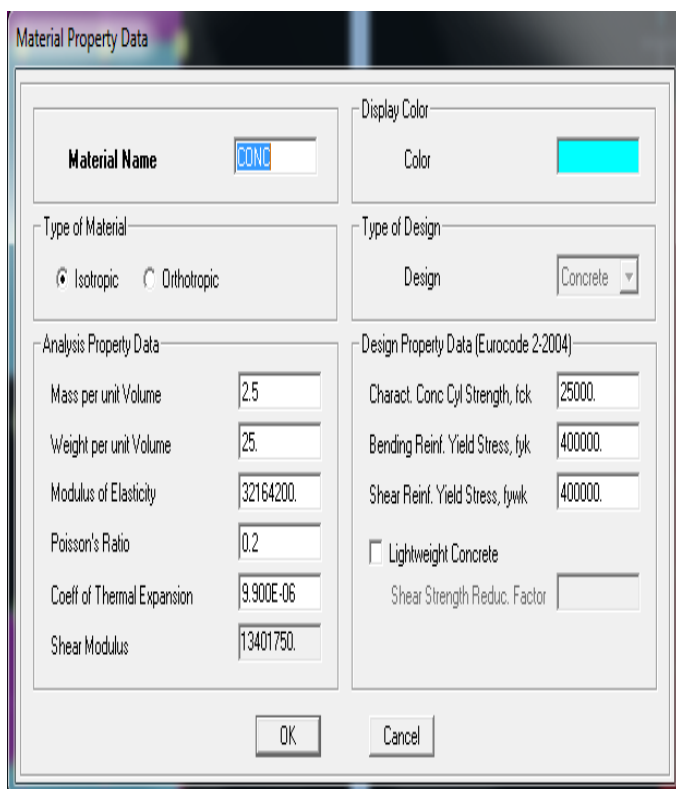 Material Property Data
Material Name CONC
Display Color
Color
Type of Material
Isotropic Orthotropic
Type of Design
Design Concrete
Analysis Property Data
Mass per unit Volume 2.5
Weight per unit Volume 25.
Modulus of Elasticity 32164200.
Poisson's Ratio 0.2
Coeff of Thermal Expansion 9.900E-06
Shear Modulus 13401750.
Design Property Data (Eurocode 2-2004)
Charact. Conc Cyl Strength, fck 25000.
Bending Reinf. Yield Stress, fyk 400000.
Shear Reinf. Yield Stress, fywk 400000.
Lightweight Concrete
Shear Strength Reduc. Factor
OK Cancel